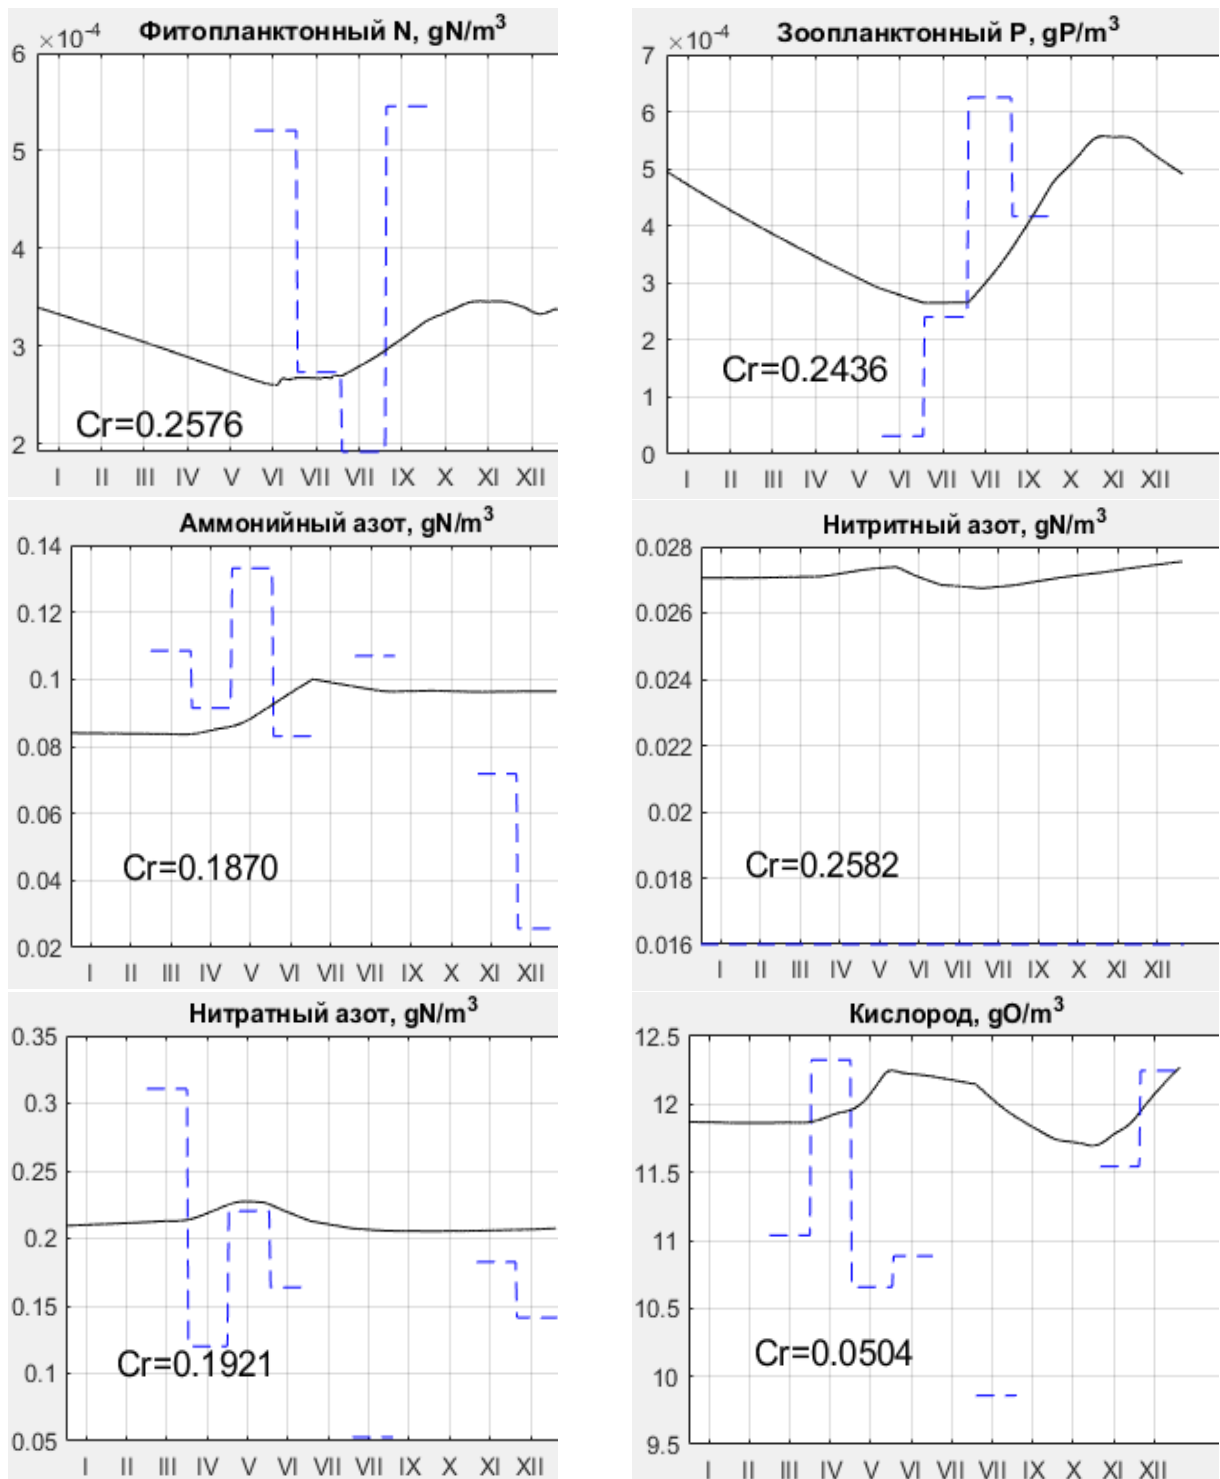 Фитопланктонный N, gN/m³
×10⁻⁴
6
5
4
3
2
Cr=0.2576
I II III IV V VI VII VII IX X XI XII
Зоопланктонный P, gP/m³
×10⁻⁴
7
6
5
4
3
2
1
0
Cr=0.2436
I II III IV V VI VII VII IX X XI XII
Аммонийный азот, gN/m³
0.14
0.12
0.1
0.08
0.06
0.04
0.02
Cr=0.1870
I II III IV V VI VII VII IX X XI XII
Нитритный азот, gN/m³
0.028
0.026
0.024
0.022
0.02
0.018
0.016
Cr=0.2582
I II III IV V VI VII VII IX X XI XII
Нитратный азот, gN/m³
0.35
0.3
0.25
0.2
0.15
0.1
0.05
Cr=0.1921
I II III IV V VI VII VII IX X XI XII
Кислород, gO/m³
12.5
12
11.5
11
10.5
10
9.5
Cr=0.0504
I II III IV V VI VII VII IX X XI XII